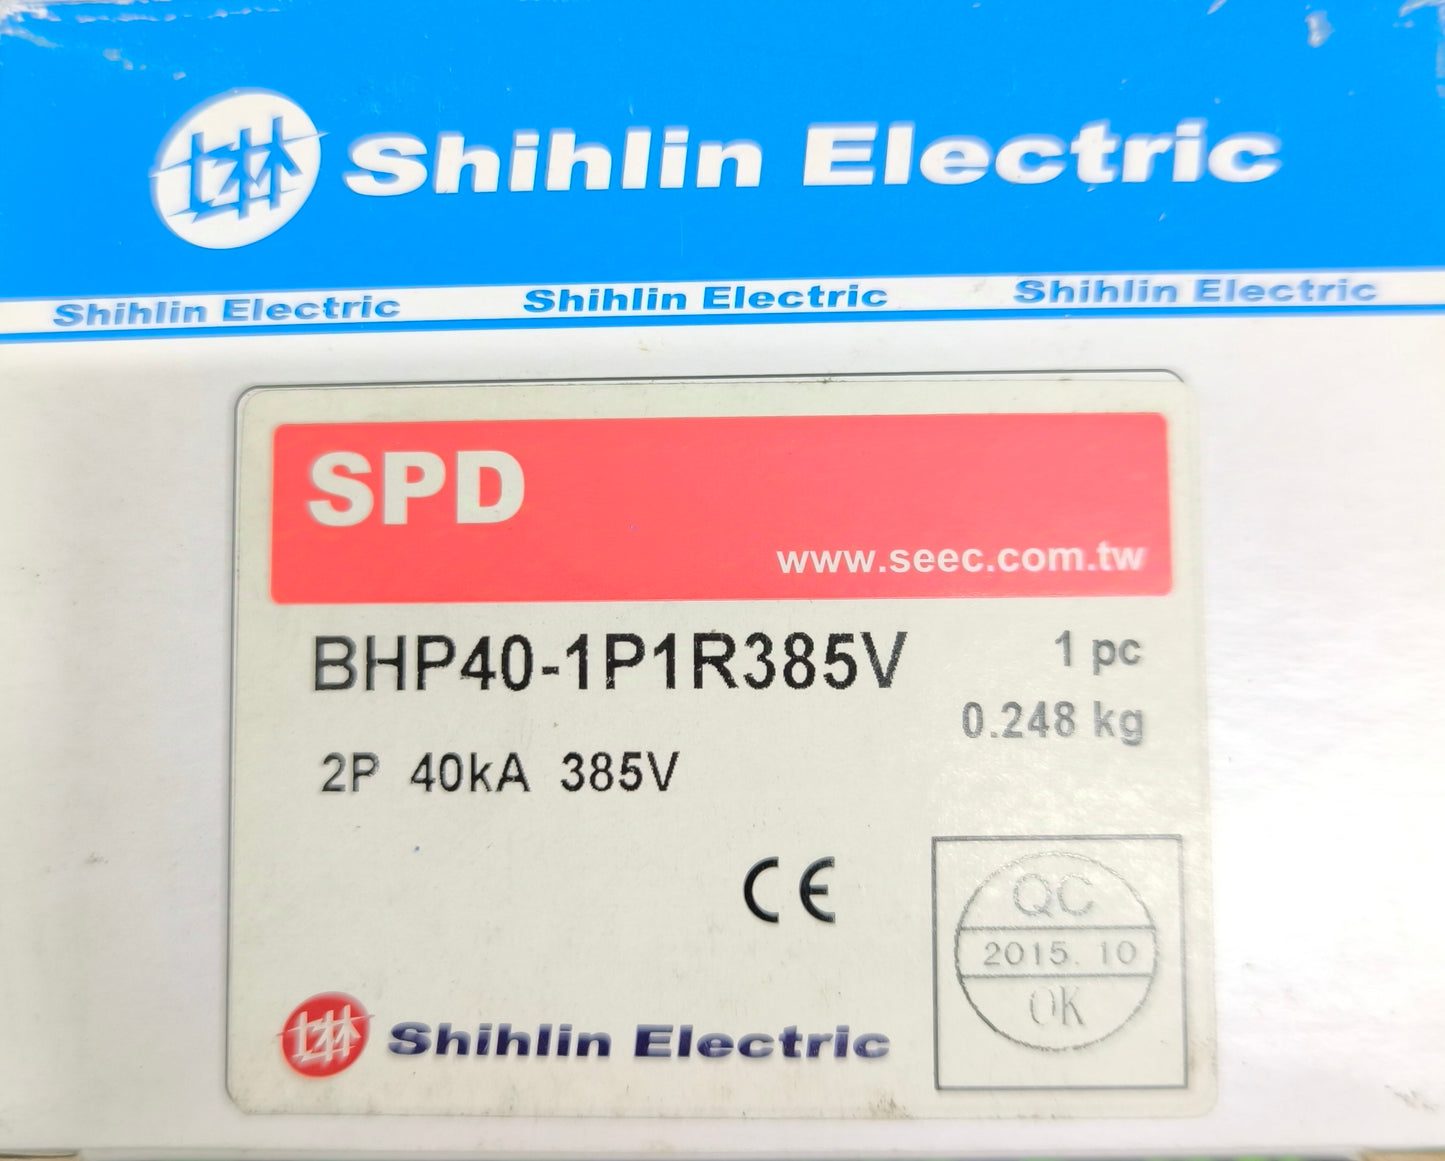 Shihlin Electric
Shihlin Electric Shihlin Electric Shihlin Electric
SPD
www.seec.com.tw
BHP40-1P1R385V 1 pc
0.248 kg
2P 40kA 385V
CE
QC
2015. 10
OK
Shihlin Electric